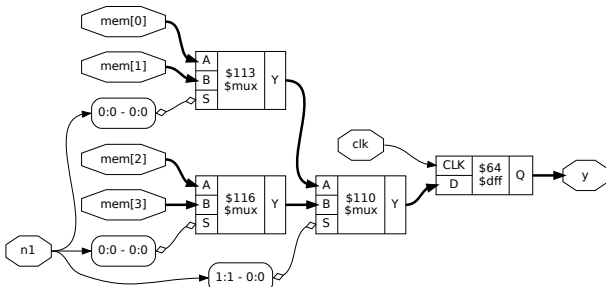 mem[0]
mem[1]
0:0 - 0:0
A
B
S
$113
$mux
Y
mem[2]
mem[3]
n1
0:0 - 0:0
A
B
S
$116
$mux
Y
1:1 - 0:0
A
B
S
$110
$mux
Y
clk
CLK
D
$64
$dff
Q
y